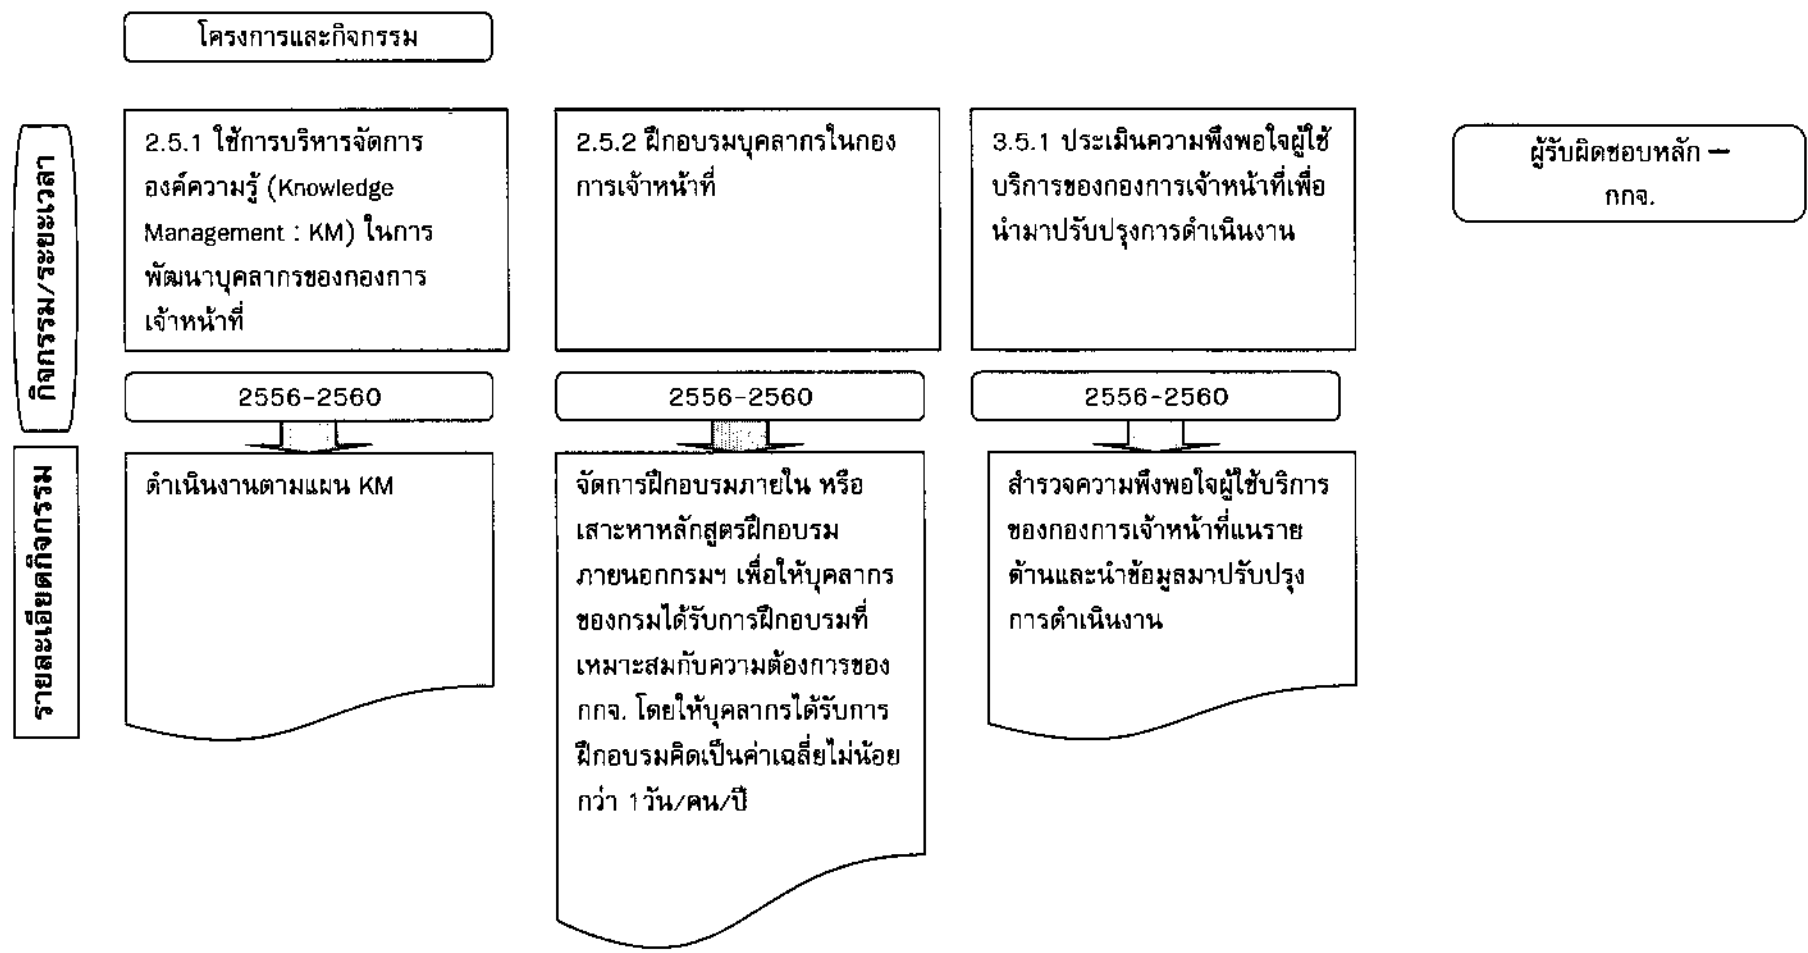 โครงการและกิจกรรม
กิจกรรม/ระยะเวลา
2.5.1 ใช้การบริหารจัดการ
องค์ความรู้ (Knowledge
Management : KM) ในการ
พัฒนาบุคลากรของกองการ
เจ้าหน้าที่
2.5.2 ฝึกอบรมบุคลากรในกอง
การเจ้าหน้าที่
3.5.1 ประเมินความพึงพอใจผู้ใช้
บริการของกองการเจ้าหน้าที่เพื่อ
นำมาปรับปรุงการดำเนินงาน
ผู้รับผิดชอบหลัก –
กกจ.
2556-2560
2556-2560
2556-2560
รายละเอียดกิจกรรม
ดำเนินงานตามแผน KM
จัดการฝึกอบรมภายใน หรือ
เสาะหาหลักสูตรฝึกอบรม
ภายนอกกรมฯ เพื่อให้บุคลากร
ของกรมได้รับการฝึกอบรมที่
เหมาะสมกับความต้องการของ
กกจ. โดยให้บุคลากรได้รับการ
ฝึกอบรมคิดเป็นค่าเฉลี่ยไม่น้อย
กว่า 1วัน/คน/ปี
สำรวจความพึงพอใจผู้ใช้บริการ
ของกองการเจ้าหน้าที่แนราย
ด้านและนำข้อมูลมาปรับปรุง
การดำเนินงาน